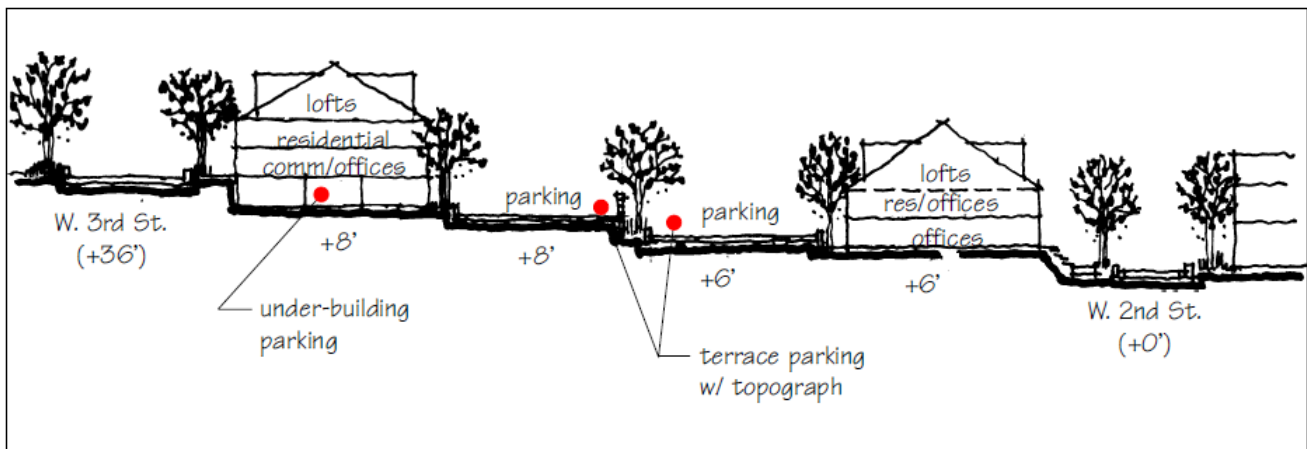 lofts
residential
comm/offices
W. 3rd St.
(+36')
+8'
under-building
parking
parking
+8'
parking
+6'
terrace parking
w/ topograph
lofts
res/offices
offices
+6'
W. 2nd St.
(+0')